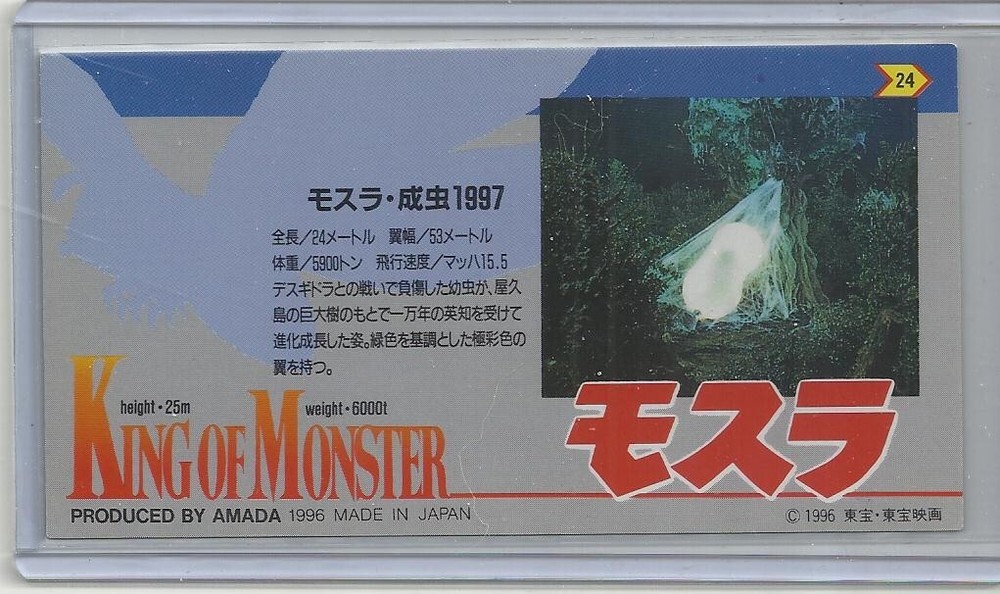 24
モスラ・成虫1997
全長／24メートル　翼幅／53メートル
体重／5900トン　飛行速度／マッハ15.5
デスギドラとの戦いで負傷した幼虫が、屋久
島の巨大樹のもとで一万年の英知を受けて
進化成長した姿。緑色を基調とした極彩色の
翼を持つ。
height・25m weight・6000t
KING OF MONSTER
モスラ
PRODUCED BY AMADA 1996 MADE IN JAPAN
© 1996 東宝・東宝映画